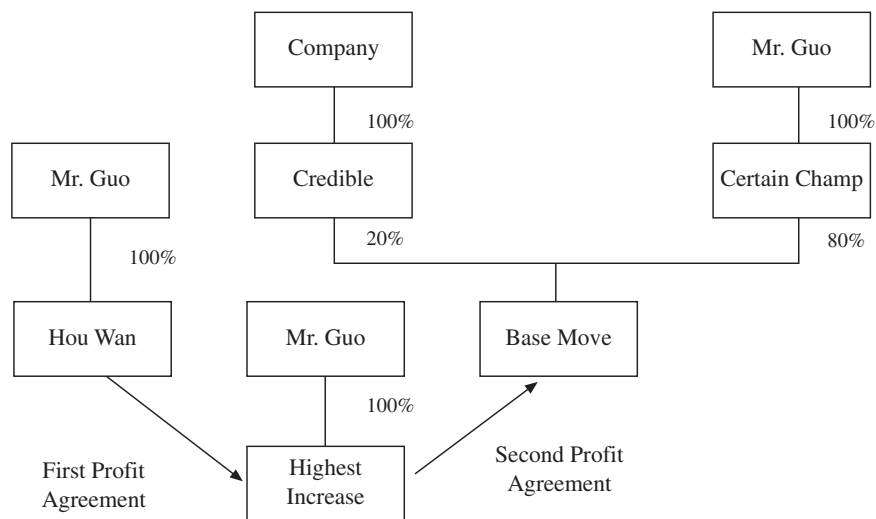 Company
Mr. Guo
100%
100%
Mr. Guo
Credible
Certain Champ
100%
20%
80%
Hou Wan
Mr. Guo
Base Move
100%
First Profit
Agreement
Highest
Increase
Second Profit
Agreement